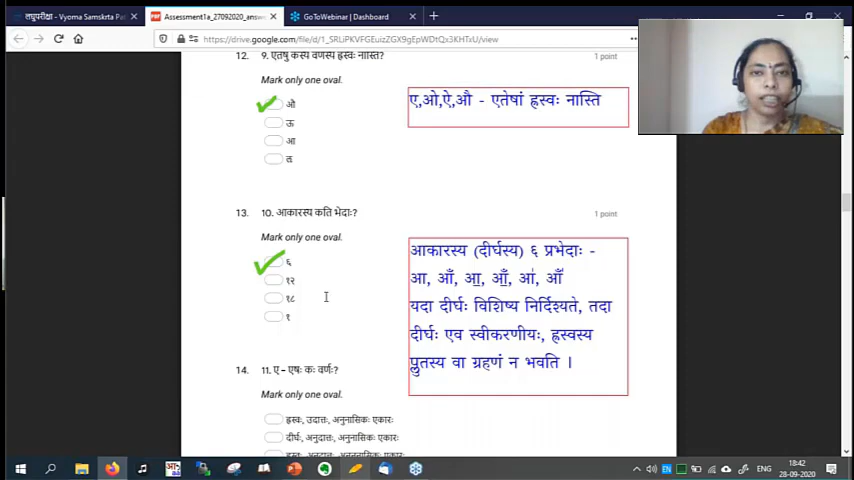 लघुपरीक्षा - Vyoma Samskrta Pat
Assessment1a_27092020_answe
GoToWebinar | Dashboard
https://drive.google.com/file/d/1_SRLiPKVFGEuizZGX9gEpWDtQx3KHTxU/view
12. 9. एतेषु कस्य वर्णस्य ह्रस्वः नास्ति?
1 point
Mark only one oval.
औ
ऊ
आ
ए,ओ,ऐ,औ - एतेषां ह्रस्वः नास्ति
13. 10. आकारस्य कति भेदाः?
1 point
Mark only one oval.
६
१२
१८
१
आकारस्य (दीर्घस्य) ६ प्रभेदाः -
आ, आँ, आ॒, आँ॒, आ॑, आँ॑
यदा दीर्घः विशिष्य निर्दिश्यते, तदा
दीर्घः एव स्वीकरणीयः, ह्रस्वस्य
प्लुतस्य वा ग्रहणं न भवति ।
14. 11. ए - एषः कः वर्णः?
1 point
Mark only one oval.
ह्रस्वः, उदात्तः, अनुनासिकः एकारः
दीर्घः, अनुदात्तः, अनुनासिकः एकारः
ENG
18:42
28-09-2020